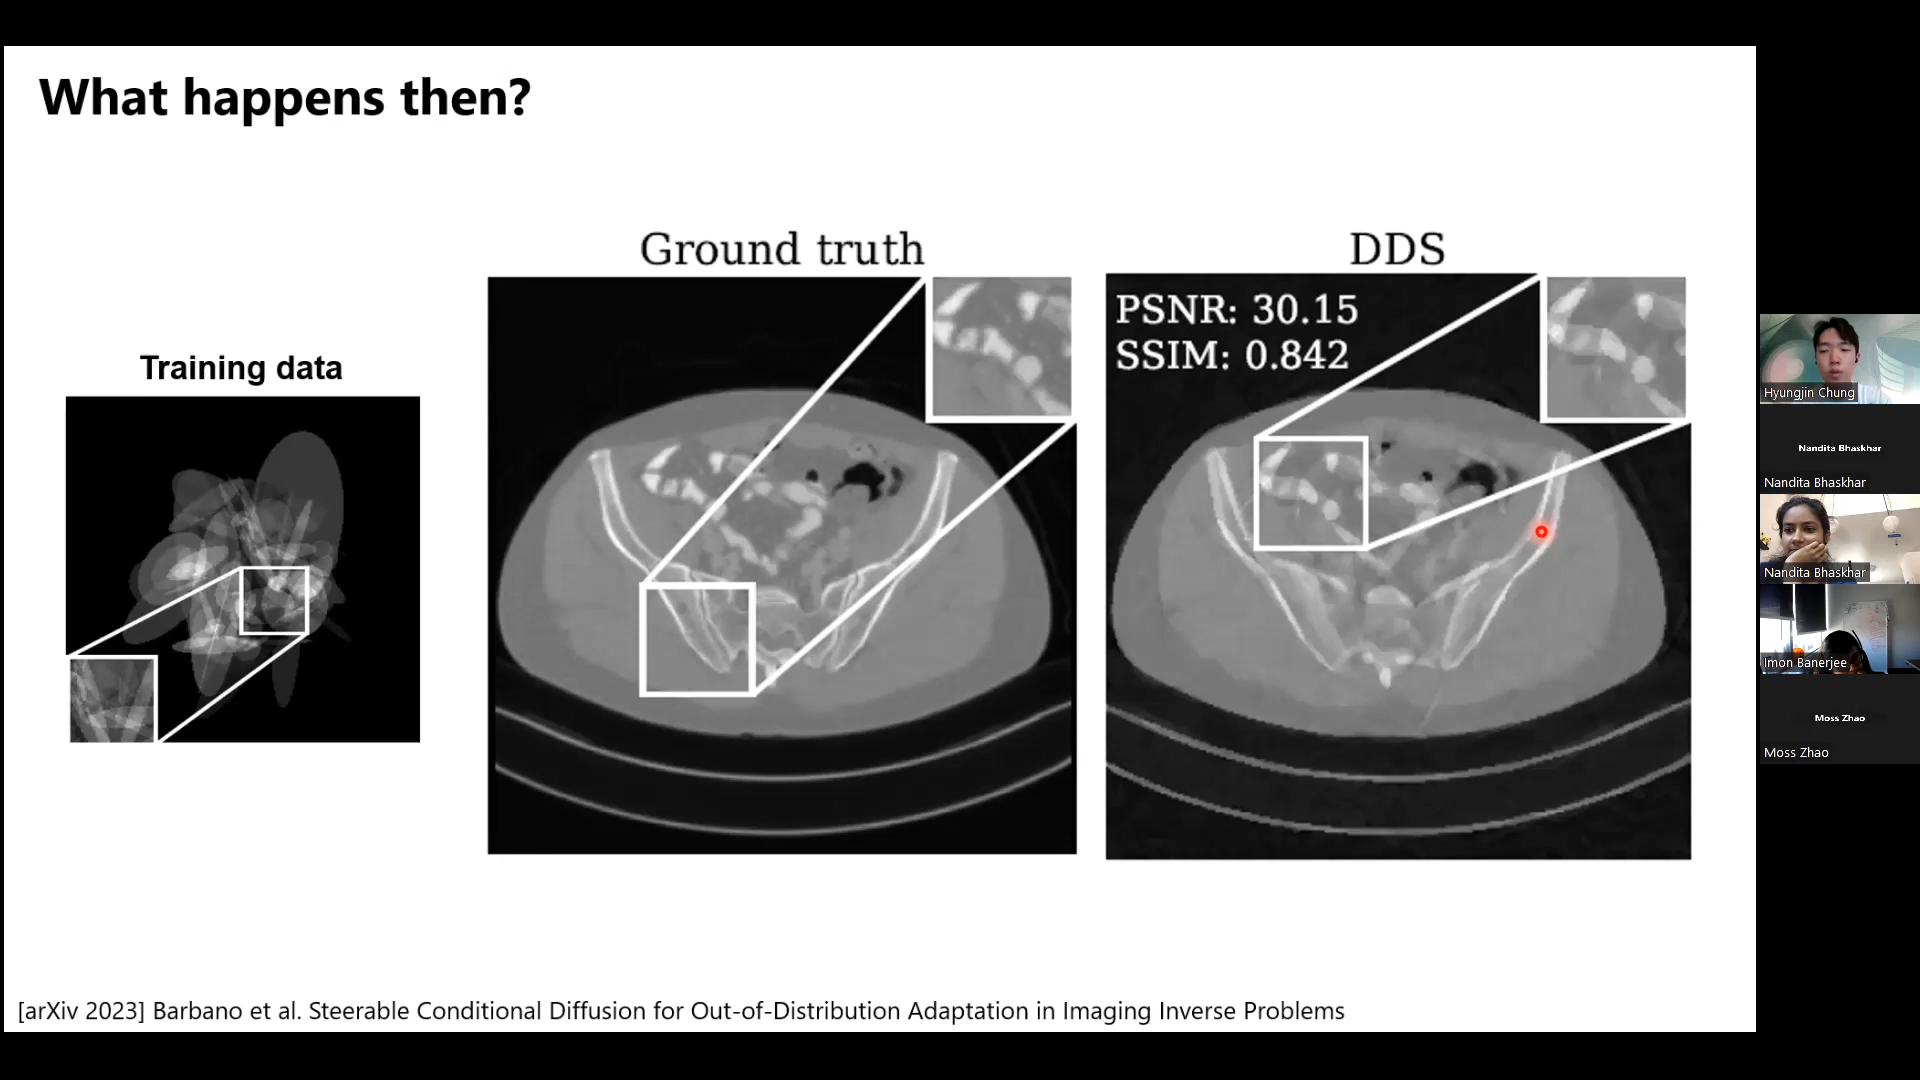 What happens then?
Training data
Ground truth
DDS
PSNR: 30.15
SSIM: 0.842
[arXiv 2023] Barbano et al. Steerable Conditional Diffusion for Out-of-Distribution Adaptation in Imaging Inverse Problems
Hyungjin Chung
Nandita Bhaskhar
Nandita Bhaskhar
Nandita Bhaskhar
Imon Banerjee
Moss Zhao
Moss Zhao